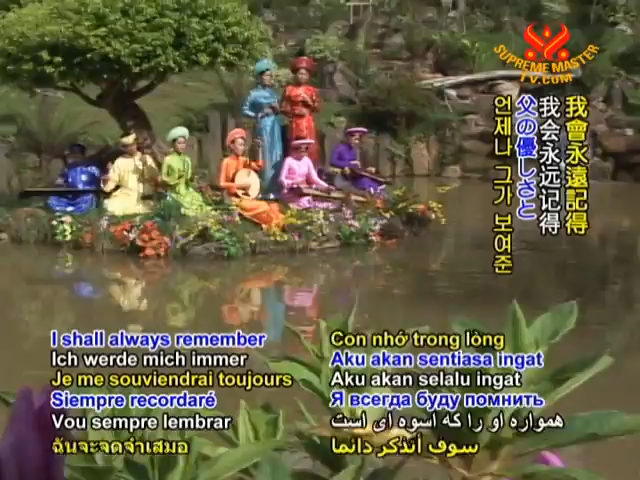 SUPREME MASTER
TV.COM
我會永遠記得
我会永远记得
父の優しさと
언제나 그가 보여준
I shall always remember
Ich werde mich immer
Je me souviendrai toujours
Siempre recordaré
Vou sempre lembrar
ฉันจะจดจำเสมอ
Con nhớ trong lòng
Aku akan sentiasa ingat
Aku akan selalu ingat
Я всегда буду помнить
همواره او را که اسوه ای است
سوف أتذكر دائما